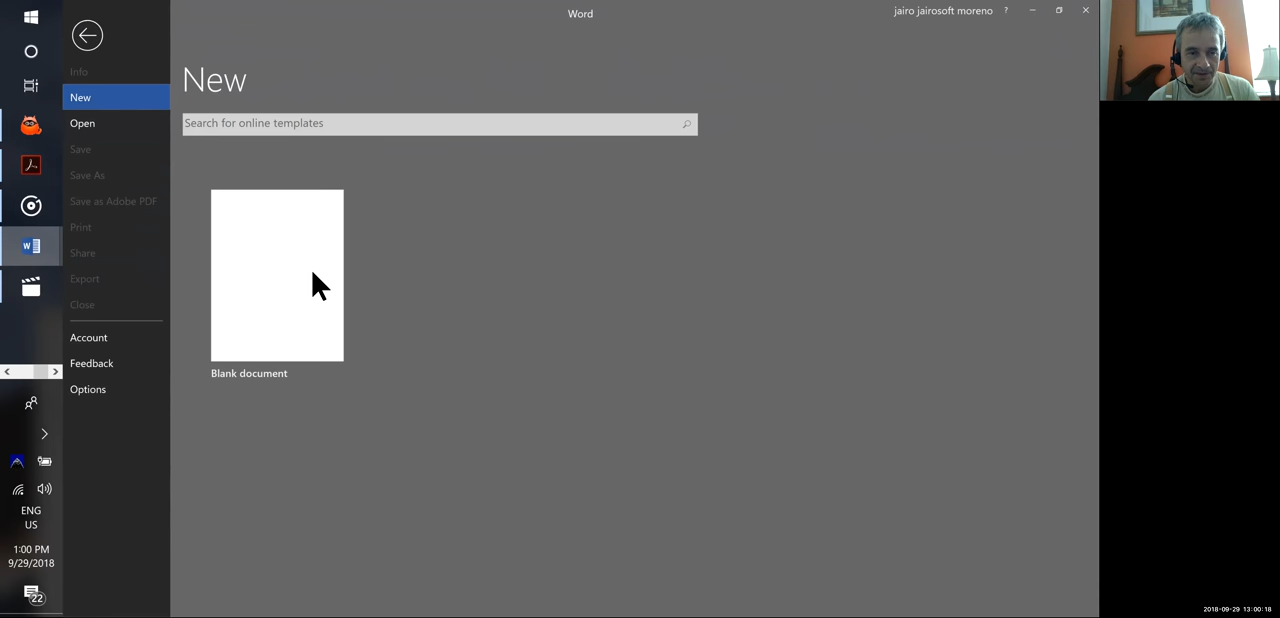 Word
jairo jairosoft moreno
?
Info
New
Open
Save
Save As
Save as Adobe PDF
Print
Share
Export
Close
Account
Feedback
Options
New
Search for online templates
Blank document
W
ENG
US
1:00 PM
9/29/2018
22
2018-09-29 13:00:18